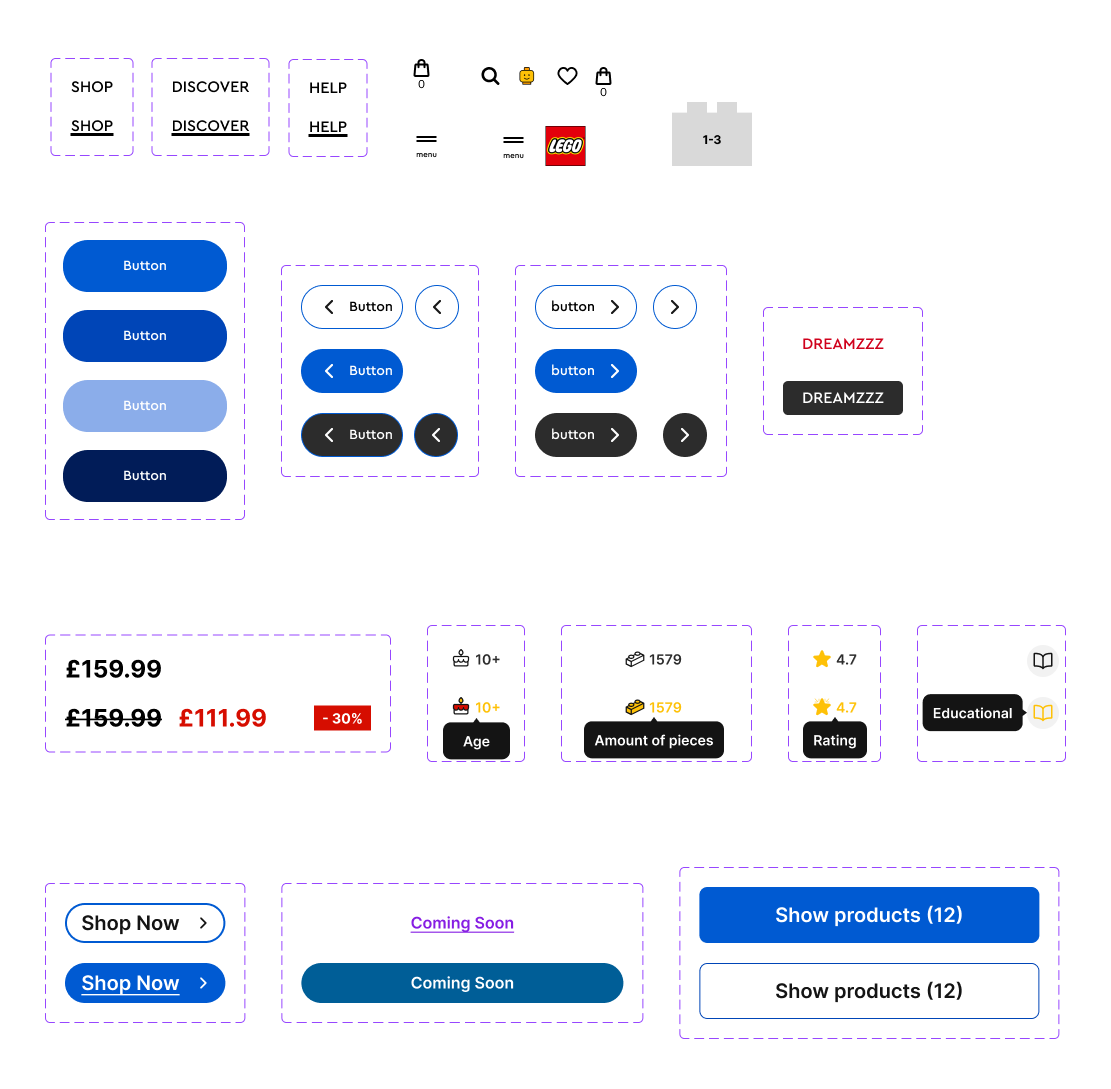 SHOP
SHOP
DISCOVER
DISCOVER
HELP
HELP
0
0
menu
menu
LEGO
1-3
Button
Button
Button
Button
Button
Button
Button
button
button
button
DREAMZZZ
DREAMZZZ
£159.99
£159.99 £111.99 - 30%
10+
10+
Age
1579
1579
Amount of pieces
4.7
4.7
Rating
Educational
Shop Now
Shop Now
Coming Soon
Coming Soon
Show products (12)
Show products (12)